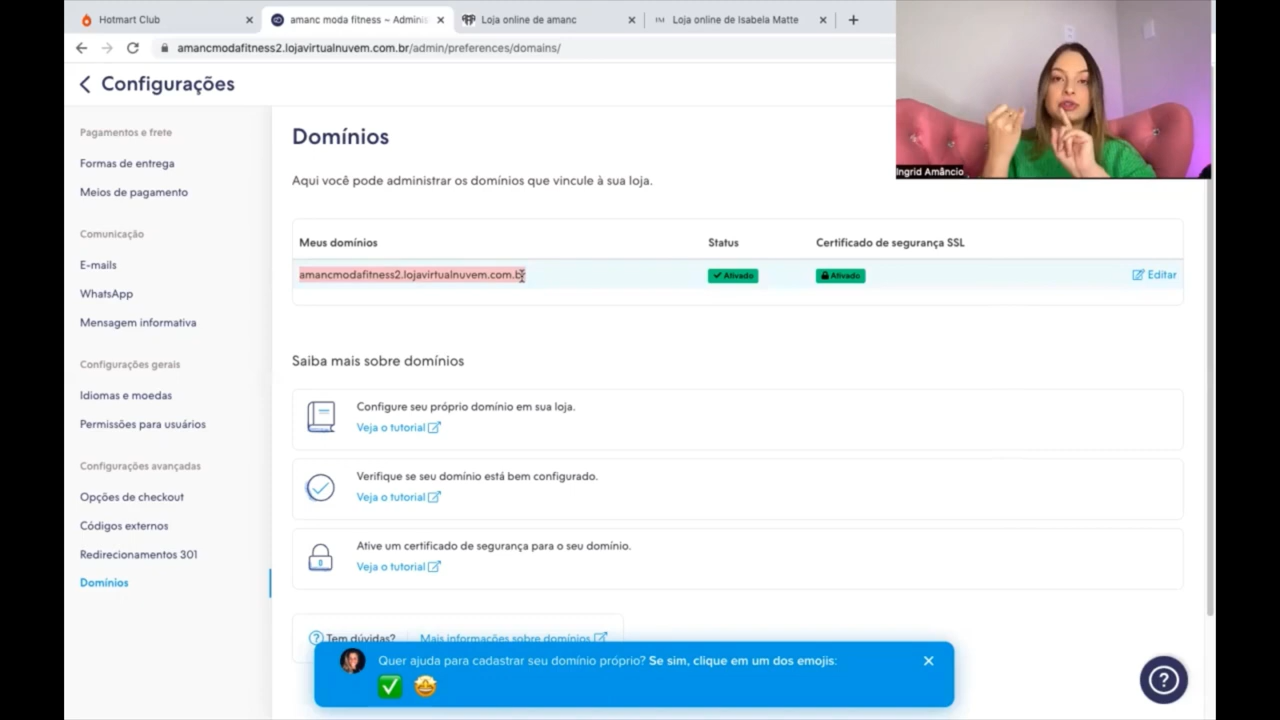 Hotmart Club
amanc moda fitness ~ Adminis
Loja online de amanc
Loja online de Isabela Matte
amancmodafitness2.lojavirtualnuvem.com.br/admin/preferences/domains/
Configurações
Ingrid Amâncio
Pagamentos e frete
Formas de entrega
Meios de pagamento
Comunicação
E-mails
WhatsApp
Mensagem informativa
Configurações gerais
Idiomas e moedas
Permissões para usuários
Configurações avançadas
Opções de checkout
Códigos externos
Redirecionamentos 301
Domínios
Domínios
Aqui você pode administrar os domínios que vincule à sua loja.
Meus domínios Status Certificado de segurança SSL
amancmodafitness2.lojavirtualnuvem.com.br Ativado Ativado Editar
Saiba mais sobre domínios
Configure seu próprio domínio em sua loja.
Veja o tutorial
Verifique se seu domínio está bem configurado.
Veja o tutorial
Ative um certificado de segurança para o seu domínio.
Veja o tutorial
Tem dúvidas? Mais informações sobre domínios
Quer ajuda para cadastrar seu domínio próprio? Se sim, clique em um dos emojis: